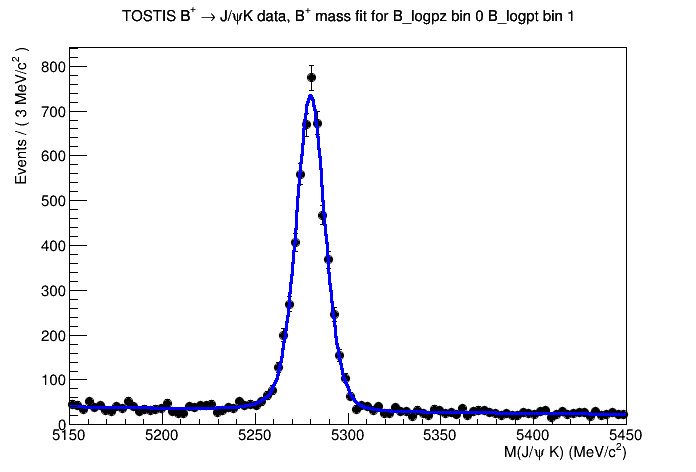 TOSTIS B⁺ → J/ψK data, B⁺ mass fit for B_logpz bin 0 B_logpt bin 1
Events / ( 3 MeV/c² )
800
700
600
500
400
300
200
100
0
5150 5200 5250 5300 5350 5400 5450
M(J/ψ K) (MeV/c²)